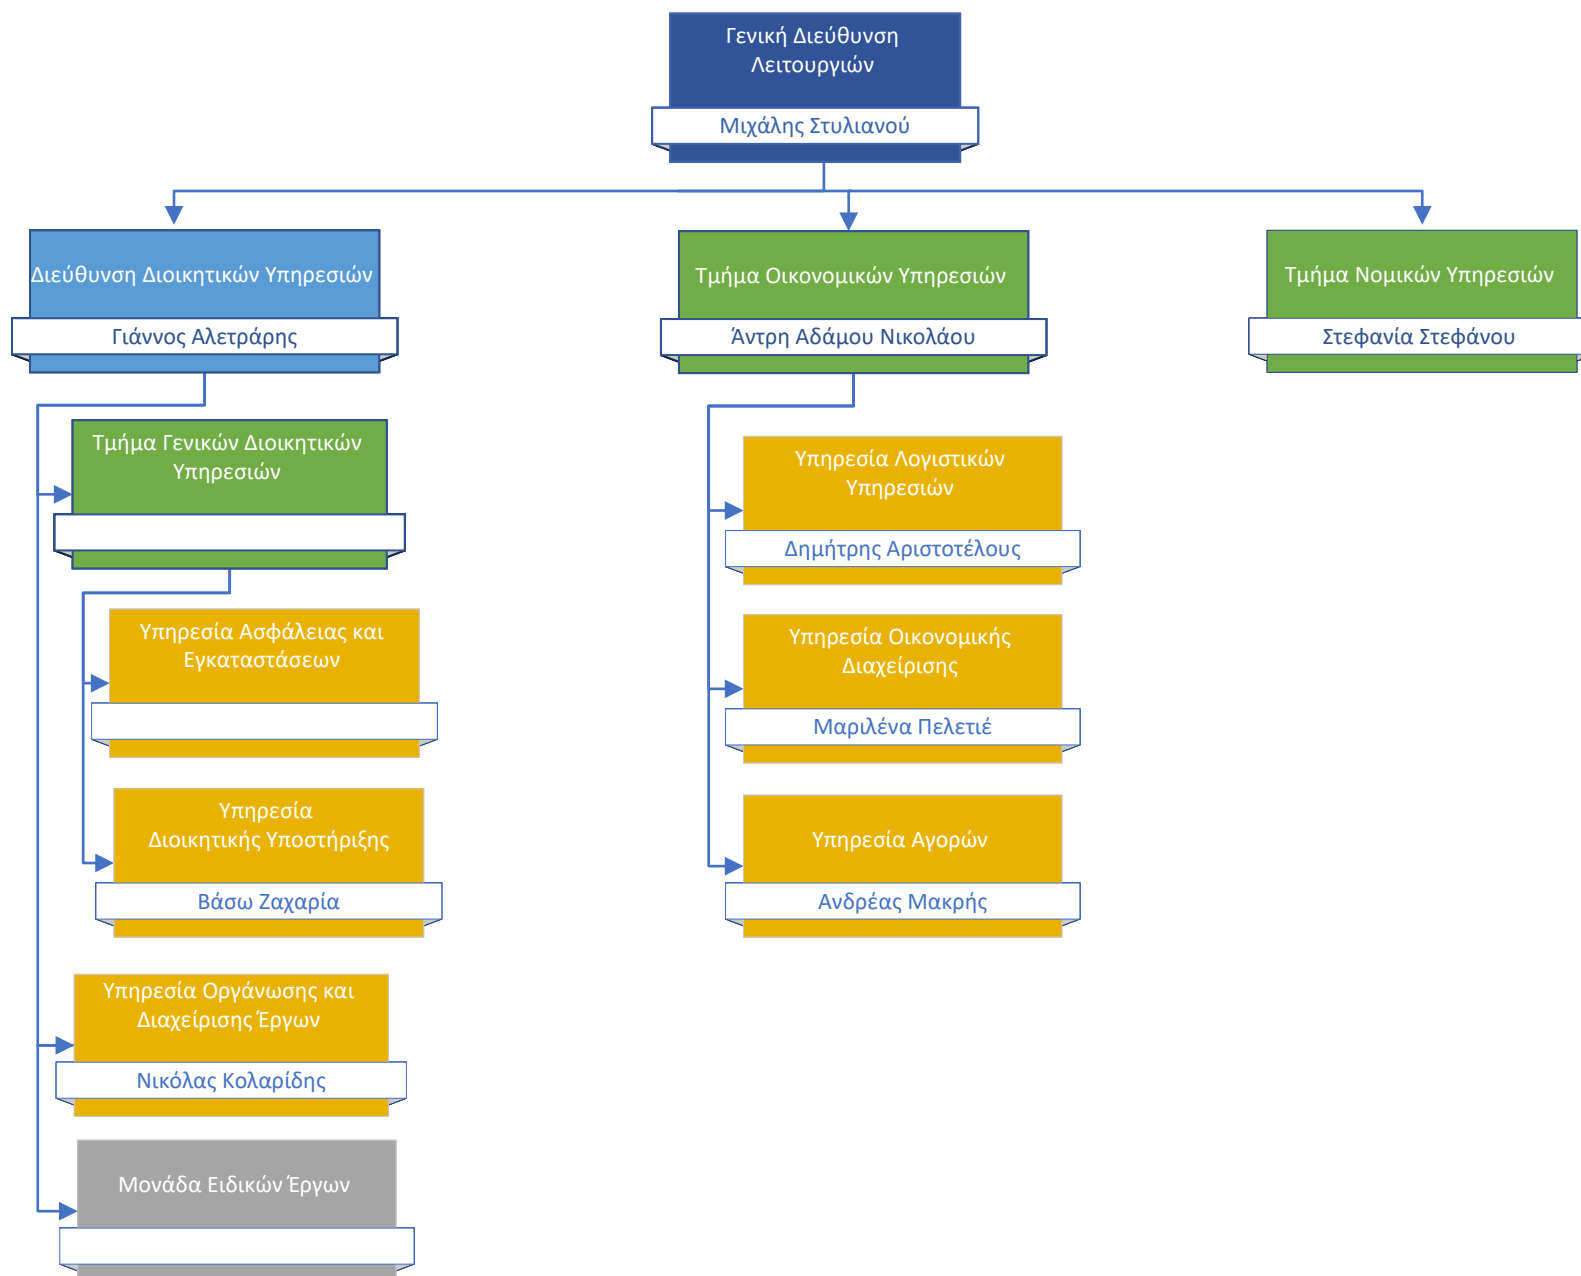 Γενική Διεύθυνση
Λειτουργιών
Μιχάλης Στυλιανού
Διεύθυνση Διοικητικών Υπηρεσιών
Γιάννος Αλετράρης
Τμήμα Οικονομικών Υπηρεσιών
Άντρη Αδάμου Νικολάου
Τμήμα Νομικών Υπηρεσιών
Στεφανία Στεφάνου
Τμήμα Γενικών Διοικητικών
Υπηρεσιών
Υπηρεσία Ασφάλειας και
Εγκαταστάσεων
Υπηρεσία
Διοικητικής Υποστήριξης
Βάσω Ζαχαρία
Υπηρεσία Οργάνωσης και
Διαχείρισης Έργων
Νικόλας Κολαρίδης
Μονάδα Ειδικών Έργων
Υπηρεσία Λογιστικών
Υπηρεσιών
Δημήτρης Αριστοτέλους
Υπηρεσία Οικονομικής
Διαχείρισης
Μαριλένα Πελετιέ
Υπηρεσία Αγορών
Ανδρέας Μακρής